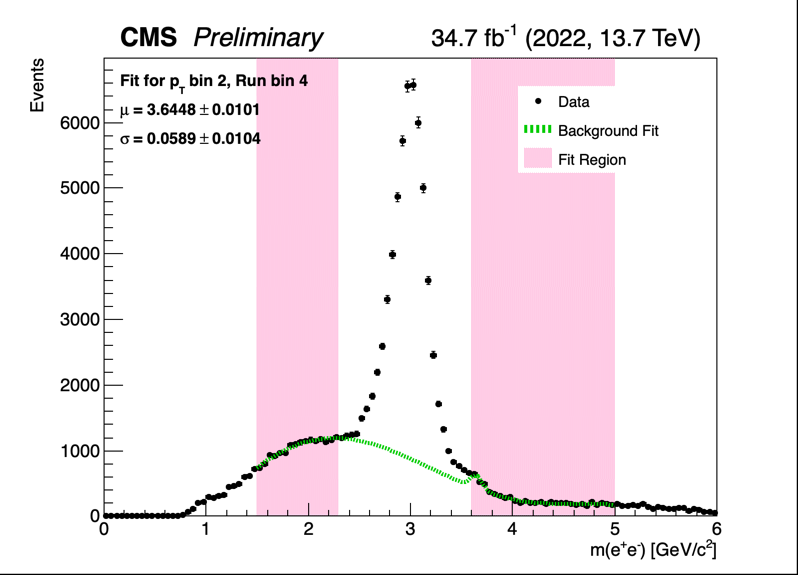 CMS Preliminary
34.7 fb⁻¹ (2022, 13.7 TeV)
Events
Fit for p_T bin 2, Run bin 4
μ = 3.6448 ± 0.0101
σ = 0.0589 ± 0.0104
Data
Background Fit
Fit Region
6000
5000
4000
3000
2000
1000
0
0 1 2 3 4 5 6
m(e⁺e⁻) [GeV/c²]